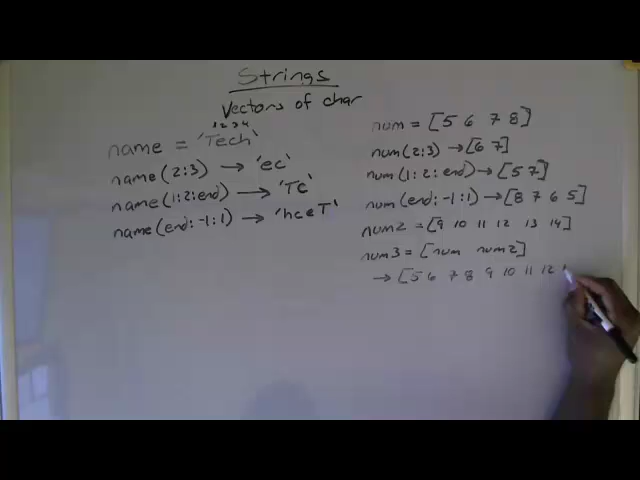 Strings
Vectors of char
1 2 3 4
name = 'Tech'
name(2:3) → 'ec'
name(1:2:end) → 'Tc'
name(end:-1:1) → 'hceT'
num = [5 6 7 8]
num(2:3) → [6 7]
num(1:2:end) → [5 7]
num(end:-1:1) → [8 7 6 5]
num2 = [9 10 11 12 13 14]
num3 = [num num2]
→ [5 6 7 8 9 10 11 12 1